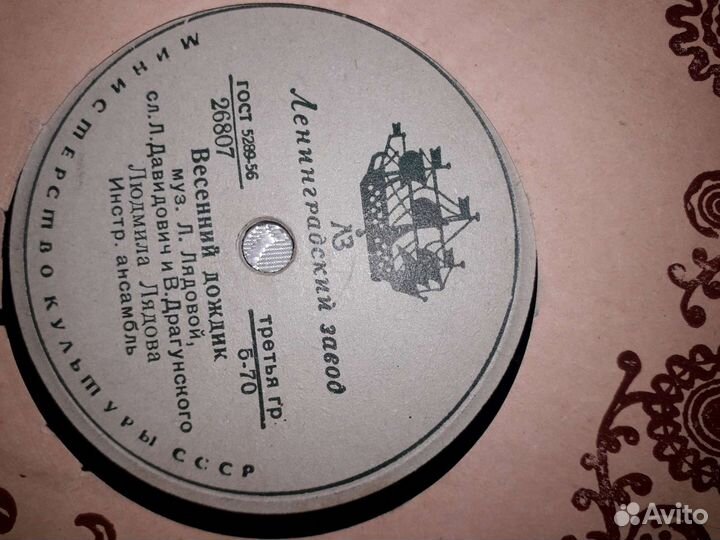 Ленинградский завод
ЛЗ
ГОСТ 5289-56
26807
третья гр.
6-70
Весенний дождик
муз. Л. Лядовой,
сл. Л. Давидович и В. Драгунского
Людмила Лядова
Инстр. ансамбль
МИНИСТЕРСТВО КУЛЬТУРЫ СССР
Avito